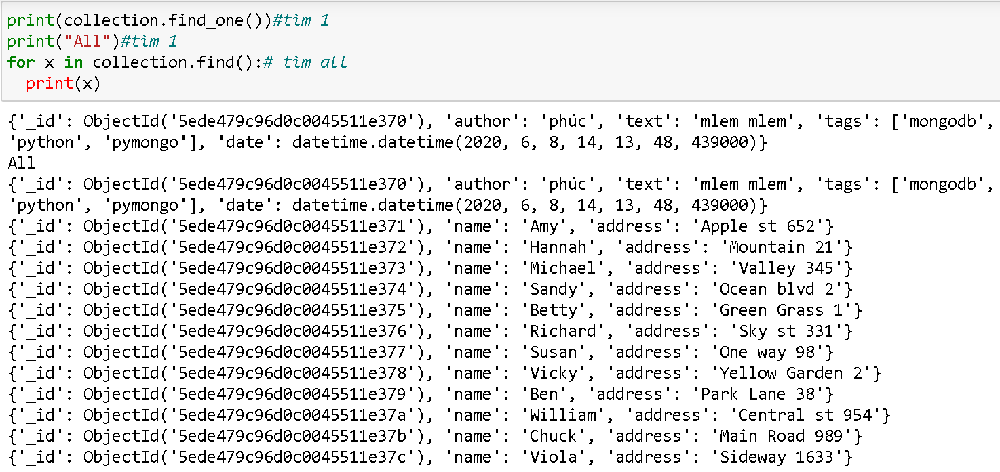 print(collection.find_one())#tìm 1
print("All")#tìm 1
for x in collection.find():# tìm all
  print(x)
{'_id': ObjectId('5ede479c96d0c0045511e370'), 'author': 'phúc', 'text': 'mlem mlem', 'tags': ['mongodb',
'python', 'pymongo'], 'date': datetime.datetime(2020, 6, 8, 14, 13, 48, 439000)}
All
{'_id': ObjectId('5ede479c96d0c0045511e370'), 'author': 'phúc', 'text': 'mlem mlem', 'tags': ['mongodb',
'python', 'pymongo'], 'date': datetime.datetime(2020, 6, 8, 14, 13, 48, 439000)}
{'_id': ObjectId('5ede479c96d0c0045511e371'), 'name': 'Amy', 'address': 'Apple st 652'}
{'_id': ObjectId('5ede479c96d0c0045511e372'), 'name': 'Hannah', 'address': 'Mountain 21'}
{'_id': ObjectId('5ede479c96d0c0045511e373'), 'name': 'Michael', 'address': 'Valley 345'}
{'_id': ObjectId('5ede479c96d0c0045511e374'), 'name': 'Sandy', 'address': 'Ocean blvd 2'}
{'_id': ObjectId('5ede479c96d0c0045511e375'), 'name': 'Betty', 'address': 'Green Grass 1'}
{'_id': ObjectId('5ede479c96d0c0045511e376'), 'name': 'Richard', 'address': 'Sky st 331'}
{'_id': ObjectId('5ede479c96d0c0045511e377'), 'name': 'Susan', 'address': 'One way 98'}
{'_id': ObjectId('5ede479c96d0c0045511e378'), 'name': 'Vicky', 'address': 'Yellow Garden 2'}
{'_id': ObjectId('5ede479c96d0c0045511e379'), 'name': 'Ben', 'address': 'Park Lane 38'}
{'_id': ObjectId('5ede479c96d0c0045511e37a'), 'name': 'William', 'address': 'Central st 954'}
{'_id': ObjectId('5ede479c96d0c0045511e37b'), 'name': 'Chuck', 'address': 'Main Road 989'}
{'_id': ObjectId('5ede479c96d0c0045511e37c'), 'name': 'Viola', 'address': 'Sideway 1633'}